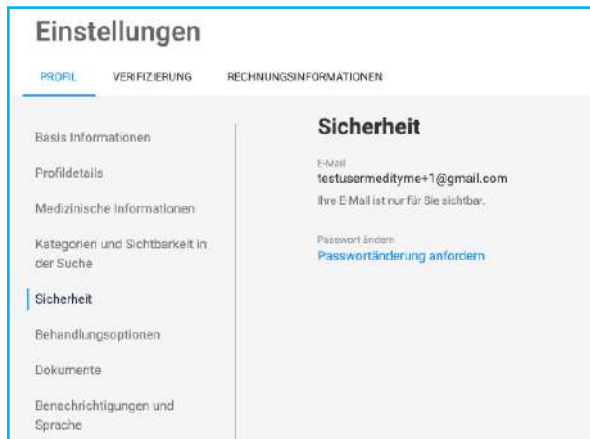 Einstellungen
PROFIL VERIFIZIERUNG RECHNUNGSINFORMATIONEN
Basis Informationen
Profildetails
Medizinische Informationen
Kategorien und Sichtbarkeit in
der Suche
Sicherheit
Behandlungsoptionen
Dokumente
Benachrichtigungen und
Sprache
Sicherheit
E-Mail
testusermedityme+1@gmail.com
Ihre E-Mail ist nur für Sie sichtbar.
Passwort ändern
Passwortänderung anfordern